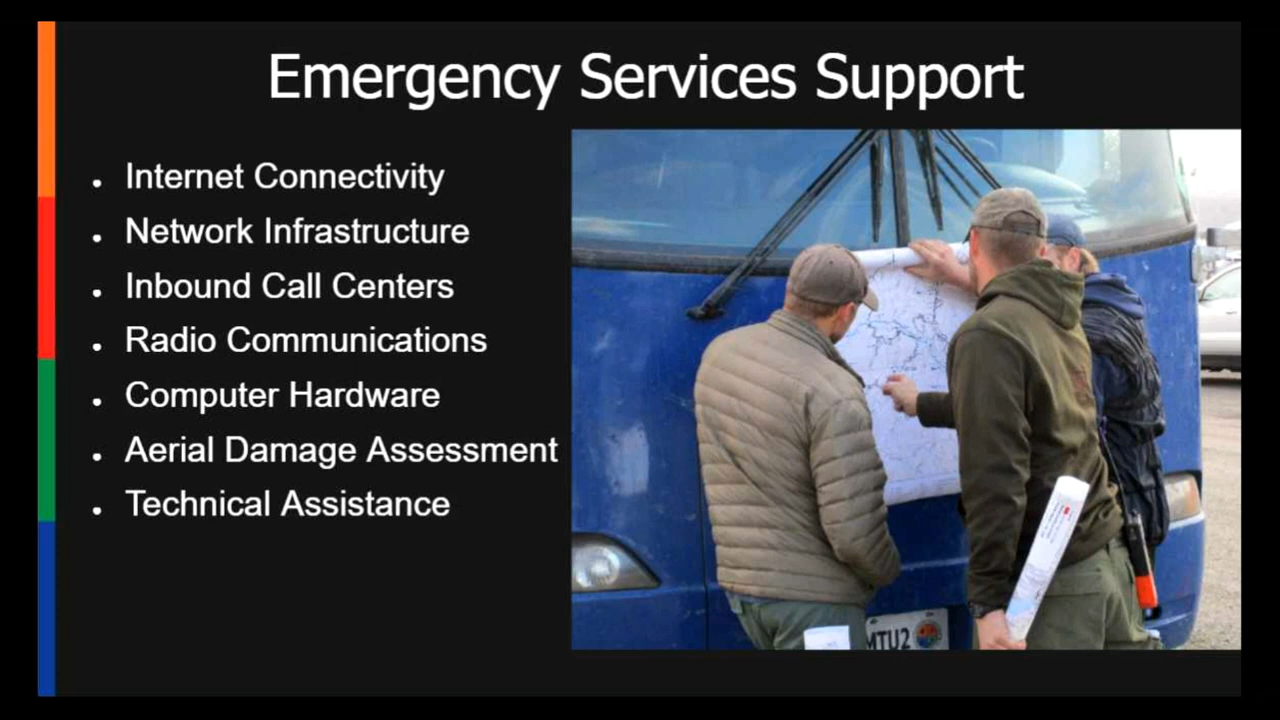 Emergency Services Support
Internet Connectivity
Network Infrastructure
Inbound Call Centers
Radio Communications
Computer Hardware
Aerial Damage Assessment
Technical Assistance
MTU2